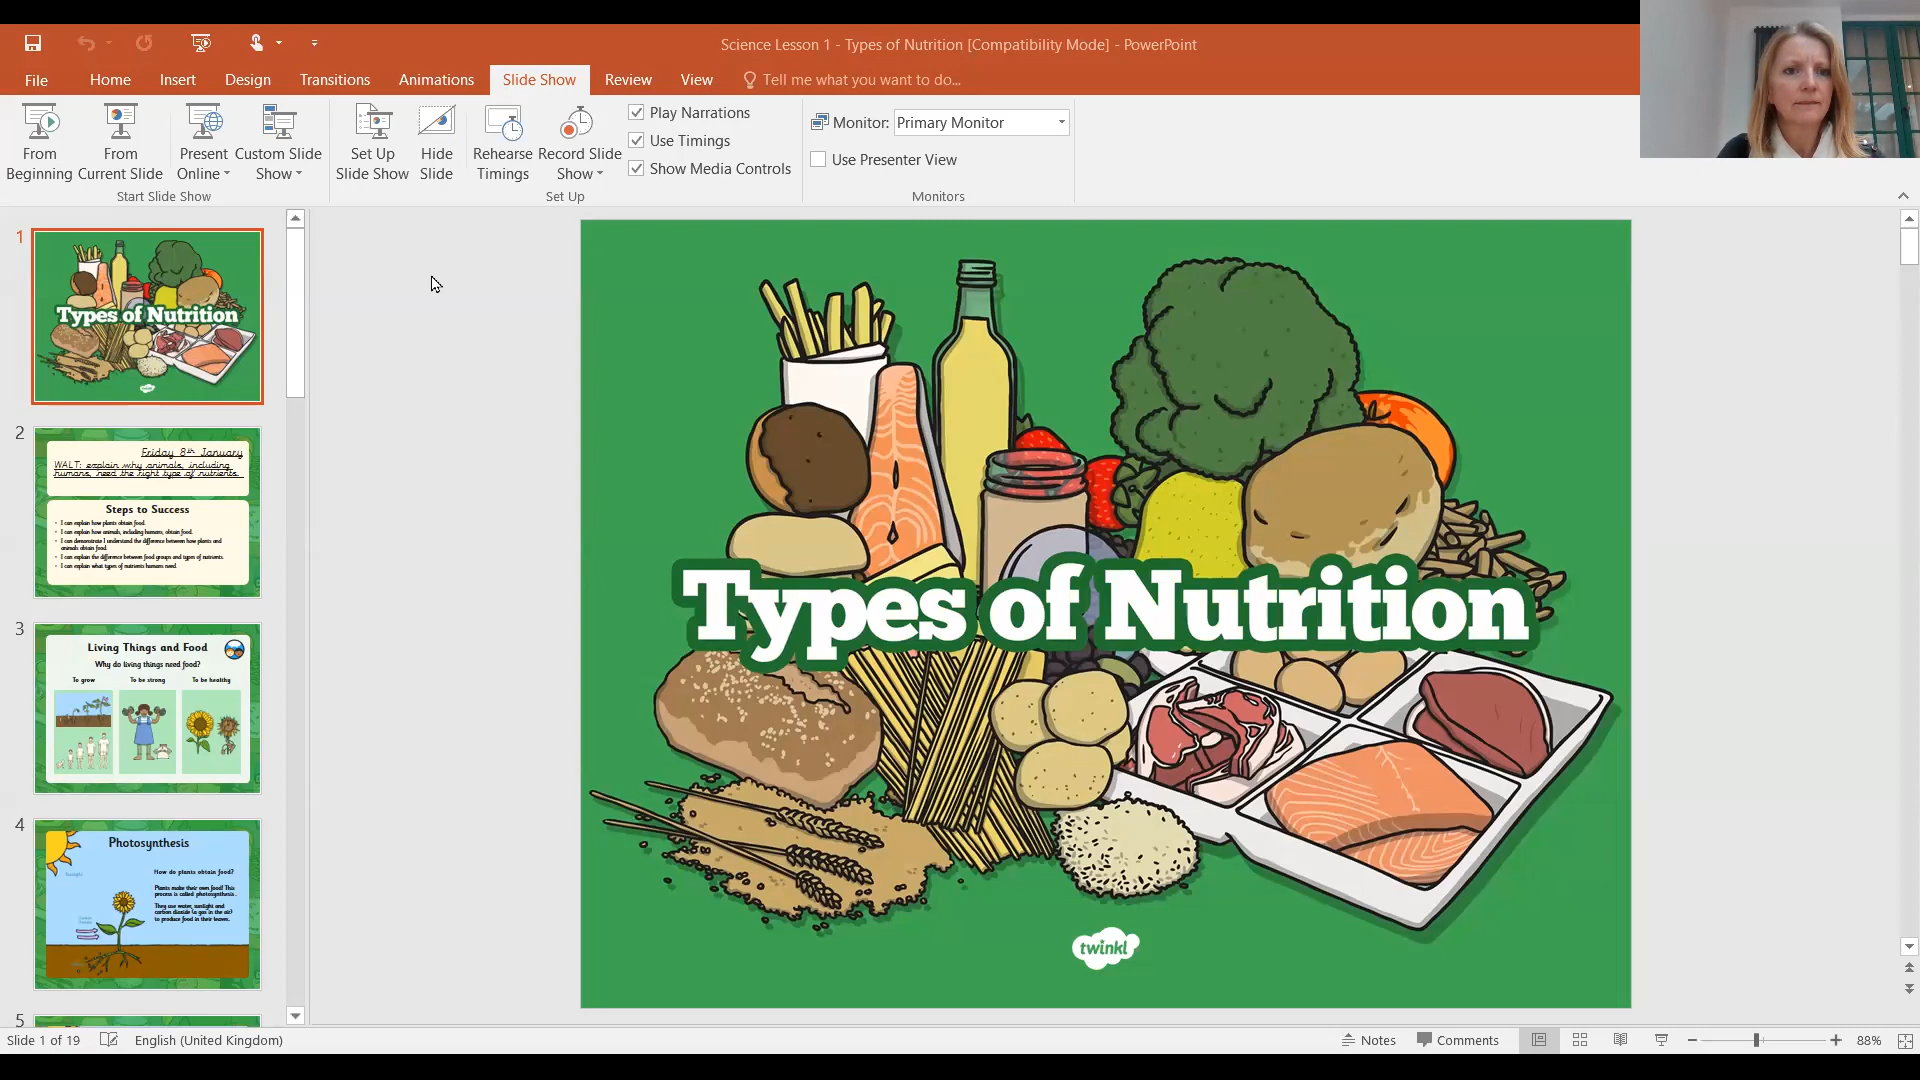 Science Lesson 1 - Types of Nutrition [Compatibility Mode] - PowerPoint
File
Home
Insert
Design
Transitions
Animations
Slide Show
Review
View
Tell me what you want to do...
From
Beginning
From
Current Slide
Present
Online
Custom Slide
Show
Start Slide Show
Set Up
Slide Show
Hide
Slide
Rehearse
Timings
Record Slide
Show
Play Narrations
Use Timings
Show Media Controls
Set Up
Monitor:
Primary Monitor
Use Presenter View
Monitors
1
Types of Nutrition
2
Friday 8th January
WALT: explain why animals, including
humans, need the right type of nutrients.
Steps to Success
I can explain how plants obtain food.
I can explain how animals, including humans, obtain food.
I can demonstrate I understand the difference between how plants and
animals obtain food.
I can explain the difference between food groups and types of nutrients.
I can explain what types of nutrients humans need.
3
Living Things and Food
Why do living things need food?
To grow
To be strong
To be healthy
4
Photosynthesis
How do plants obtain food?
Plants make their own food! This
process is called photosynthesis.
They use water, sunlight and
carbon dioxide (a gas in the air)
to produce food in their leaves.
5
Types of Nutrition
twinkl
Slide 1 of 19
English (United Kingdom)
Notes
Comments
88%